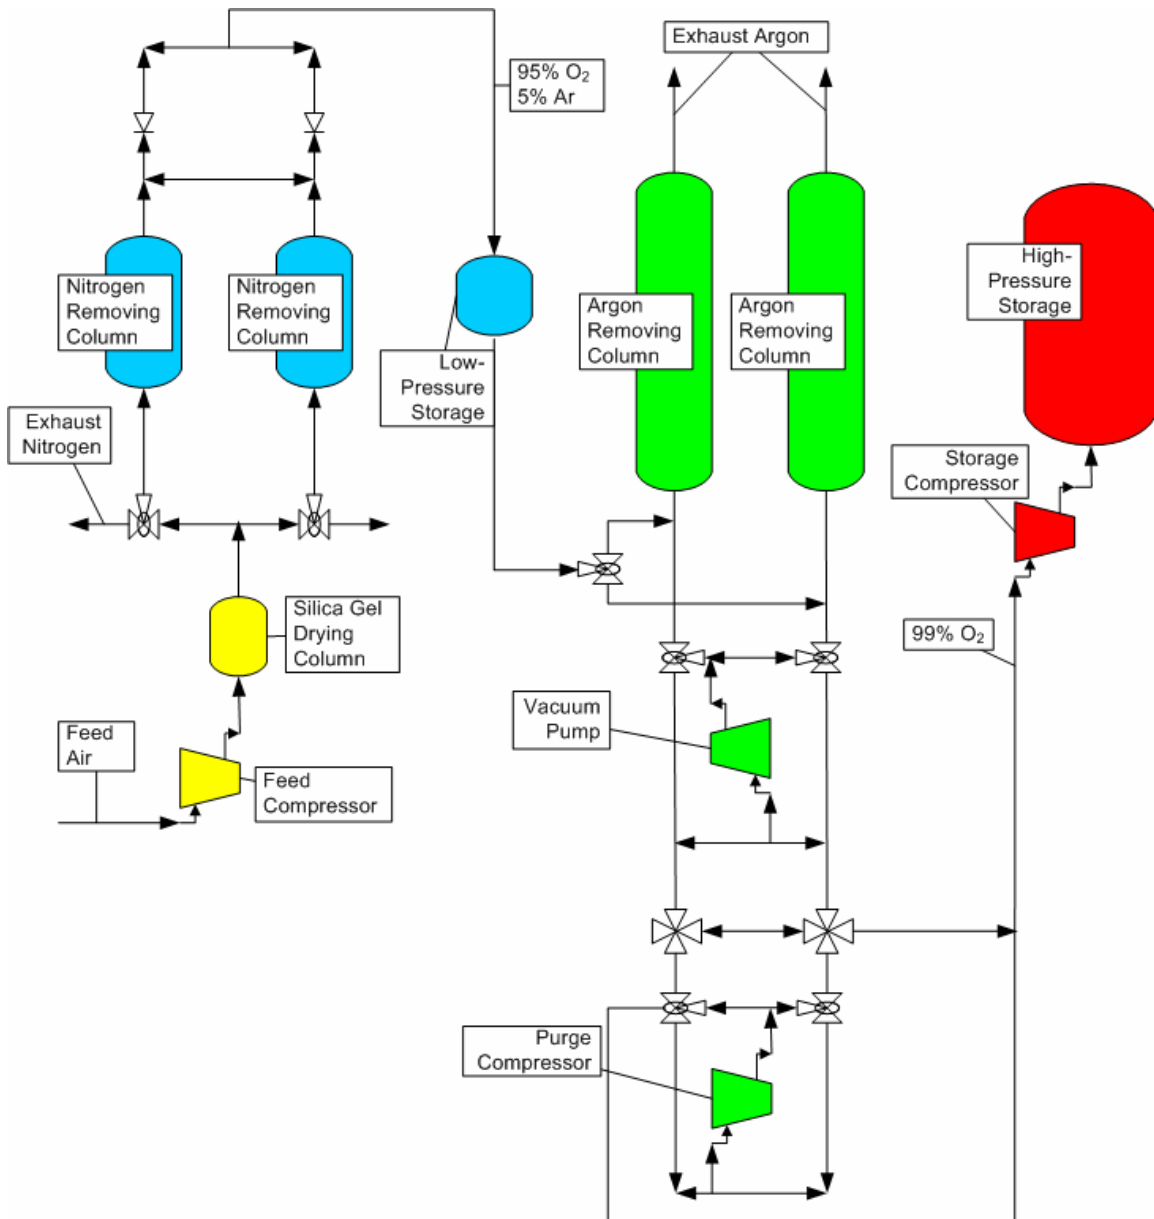 Exhaust Argon
95% O₂
5% Ar
Nitrogen
Removing
Column
Nitrogen
Removing
Column
High-
Pressure
Storage
Argon
Removing
Column
Argon
Removing
Column
Low-
Pressure
Storage
Exhaust
Nitrogen
Storage
Compressor
Silica Gel
Drying
Column
99% O₂
Vacuum
Pump
Feed
Air
Feed
Compressor
Purge
Compressor